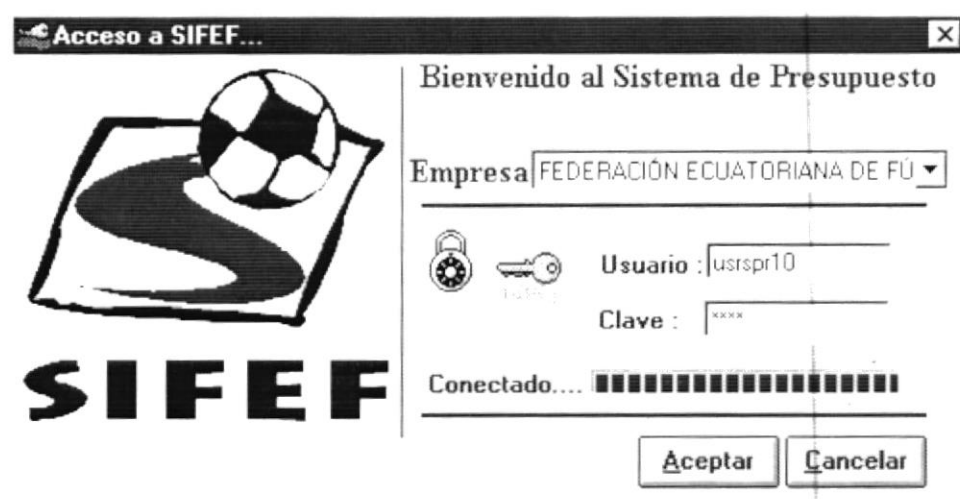 Acceso a SIFEF...
Bienvenido al Sistema de Presupuesto
Empresa FEDERACIÓN ECUATORIANA DE FÚ
Usuario : usrspr10
Clave : xxxx
SIFEF
Conectado....
Aceptar Cancelar